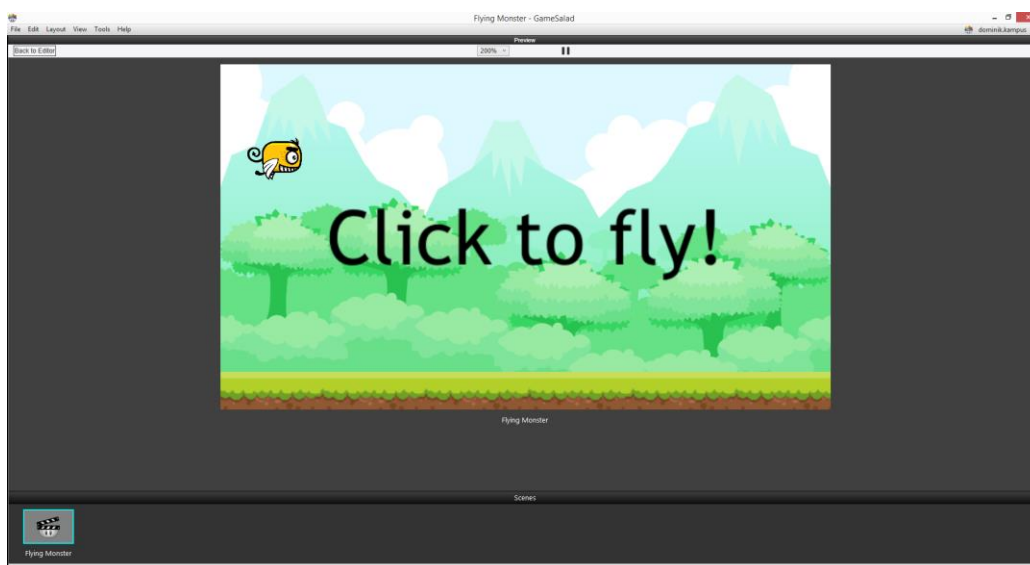 Flying Monster - GameSalad
File Edit Layout View Tools Help
dominik.kampus
Preview
Back to Editor
200%
Click to fly!
Flying Monster
Scenes
Flying Monster